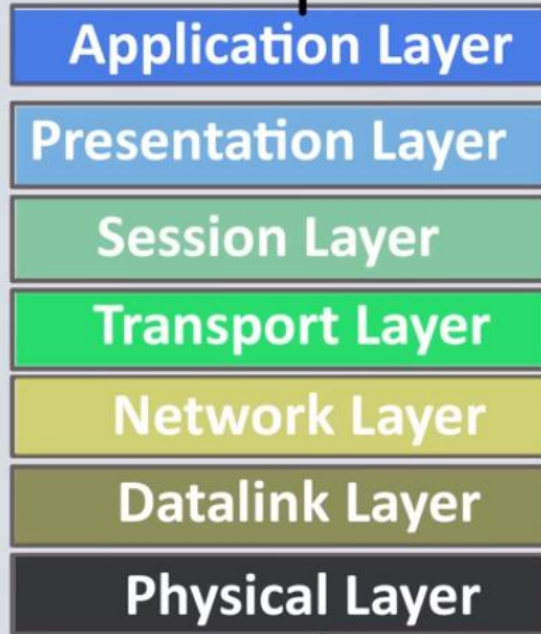 Application Layer
Presentation Layer
Session Layer
Transport Layer
Network Layer
Datalink Layer
Physical Layer